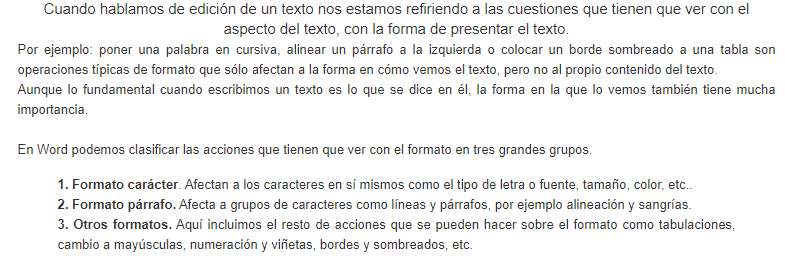 Cuando hablamos de edición de un texto nos estamos refiriendo a las cuestiones que tienen que ver con el
aspecto del texto, con la forma de presentar el texto.
Por ejemplo: poner una palabra en cursiva, alinear un párrafo a la izquierda o colocar un borde sombreado a una tabla son
operaciones típicas de formato que sólo afectan a la forma en cómo vemos el texto, pero no al propio contenido del texto.
Aunque lo fundamental cuando escribimos un texto es lo que se dice en él, la forma en la que lo vemos también tiene mucha
importancia.
En Word podemos clasificar las acciones que tienen que ver con el formato en tres grandes grupos.
1. Formato carácter. Afectan a los caracteres en sí mismos como el tipo de letra o fuente, tamaño, color, etc..
2. Formato párrafo. Afecta a grupos de caracteres como líneas y párrafos, por ejemplo alineación y sangrías.
3. Otros formatos. Aquí incluimos el resto de acciones que se pueden hacer sobre el formato como tabulaciones,
cambio a mayúsculas, numeración y viñetas, bordes y sombreados, etc.